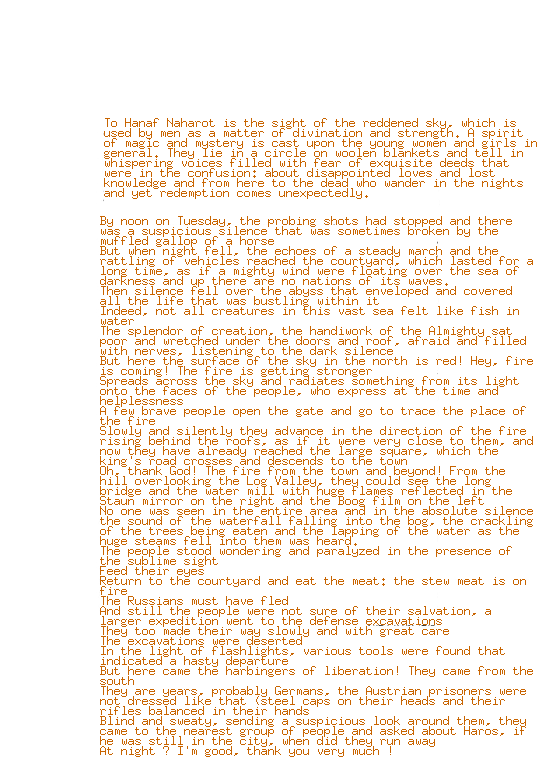 To Hanaf Naharot is the sight of the reddened sky, which is
used by men as a matter of divination and strength. A spirit
of magic and mystery is cast upon the young women and girls in
general. They lie in a circle on woolen blankets and tell in
whispering voices filled with fear of exquisite deeds that
were in the confusion: about disappointed loves and lost
knowledge and from here to the dead who wander in the nights
and yet redemption comes unexpectedly.
By noon on Tuesday, the probing shots had stopped and there
was a suspicious silence that was sometimes broken by the
muffled gallop of a horse
But when night fell, the echoes of a steady march and the
rattling of vehicles reached the courtyard, which lasted for a
long time, as if a mighty wind were floating over the sea of
darkness and up there are no nations of its waves.
Then silence fell over the abyss that enveloped and covered
all the life that was bustling within it
Indeed, not all creatures in this vast sea felt like fish in
water
The splendor of creation, the handiwork of the Almighty sat
poor and wretched under the doors and roof, afraid and filled
with nerves, listening to the dark silence
But here the surface of the sky in the north is red! Hey, fire
is coming! The fire is getting stronger
Spreads across the sky and radiates something from its light
onto the faces of the people, who express at the time and
helplessness
A few brave people open the gate and go to trace the place of
the fire
Slowly and silently they advance in the direction of the fire
rising behind the roofs, as if it were very close to them, and
now they have already reached the large square, which the
king's road crosses and descends to the town
Oh, thank God! The fire from the town and beyond! From the
hill overlooking the Log Valley, they could see the long
bridge and the water mill with huge flames reflected in the
Staun mirror on the right and the Boog film on the left
No one was seen in the entire area and in the absolute silence
the sound of the waterfall falling into the bog, the crackling
of the trees being eaten and the lapping of the water as the
huge steams fell into them was heard.
The people stood wondering and paralyzed in the presence of
the sublime sight
Feed their eyes
Return to the courtyard and eat the meat: the stew meat is on
fire
The Russians must have fled
And still the people were not sure of their salvation, a
larger expedition went to the defense excavations
They too made their way slowly and with great care
The excavations were deserted
In the light of flashlights, various tools were found that
indicated a hasty departure
But here came the harbingers of liberation! They came from the
south
They are years, probably Germans, the Austrian prisoners were
not dressed like that (steel caps on their heads and their
rifles balanced in their hands
Blind and sweaty, sending a suspicious look around them, they
came to the nearest group of people and asked about Haros, if
he was still in the city, when did they run away
At night ? I'm good, thank you very much !